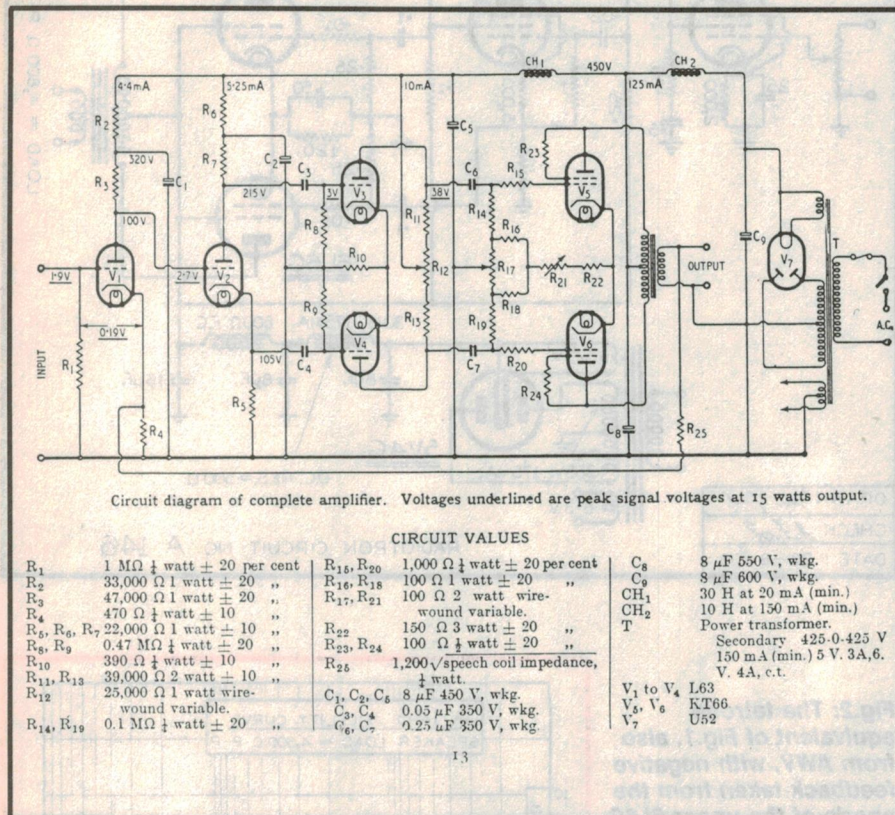 CH₁
450V
CH₂
4·4mA
5·25mA
10mA
125mA
R₂
R₆
C₅
R₂₃
320V
R₇
C₂
C₃
C₆
R₁₅
R₃
C₁
215V
3V
V₃
38V
V₅
C₉
100V
R₈
R₁₁
R₁₄
R₁₆
V₇
T
1·9V
V₁
2·7V
V₂
R₁₀
R₁₂
R₁₇
R₂₁
R₂₂
OUTPUT
R₉
R₁₃
R₁₈
A.C.
0·19V
R₁₉
INPUT
R₁
105V
C₄
V₄
C₇
R₂₀
V₆
R₅
R₂₄
R₄
C₈
R₂₅
Circuit diagram of complete amplifier. Voltages underlined are peak signal voltages at 15 watts output.
CIRCUIT VALUES
R₁ 1 MΩ ¼ watt ± 20 per cent
R₂ 33,000 Ω 1 watt ± 20 „
R₃ 47,000 Ω 1 watt ± 20 „
R₄ 470 Ω ¼ watt ± 10 „
R₅, R₆, R₇ 22,000 Ω 1 watt ± 10 „
R₈, R₉ 0.47 MΩ ¼ watt ± 20 „
R₁₀ 390 Ω ¼ watt ± 10 „
R₁₁, R₁₃ 39,000 Ω 2 watt ± 10 „
R₁₂ 25,000 Ω 1 watt wire-
wound variable.
R₁₄, R₁₉ 0.1 MΩ ¼ watt ± 20 „
R₁₅, R₂₀ 1,000 Ω ¼ watt ± 20 per cent
R₁₆, R₁₈ 100 Ω 1 watt ± 20 „
R₁₇, R₂₁ 100 Ω 2 watt wire-
wound variable.
R₂₂ 150 Ω 3 watt ± 20 „
R₂₃, R₂₄ 100 Ω ½ watt ± 20 „
R₂₅ 1,200 √speech coil impedance,
¼ watt.
C₁, C₂, C₅ 8 μF 450 V, wkg.
C₃, C₄ 0.05 μF 350 V, wkg.
C₆, C₇ 0.25 μF 350 V, wkg.
C₈ 8 μF 550 V, wkg.
C₉ 8 μF 600 V, wkg.
CH₁ 30 H at 20 mA (min.)
CH₂ 10 H at 150 mA (min.)
T Power transformer.
Secondary 425-0-425 V
150 mA (min.) 5 V. 3A, 6.
V. 4A, c.t.
V₁ to V₄ L63
V₅, V₆ KT66
V₇ U52
13